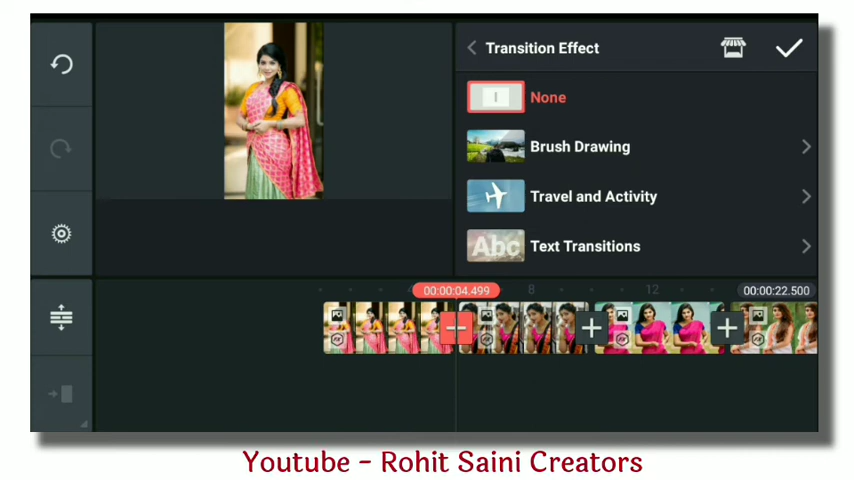 Transition Effect
None
Brush Drawing
Travel and Activity
Abc Text Transitions
00:00:04.499 8 12 00:00:22.500
Youtube - Rohit Saini Creators